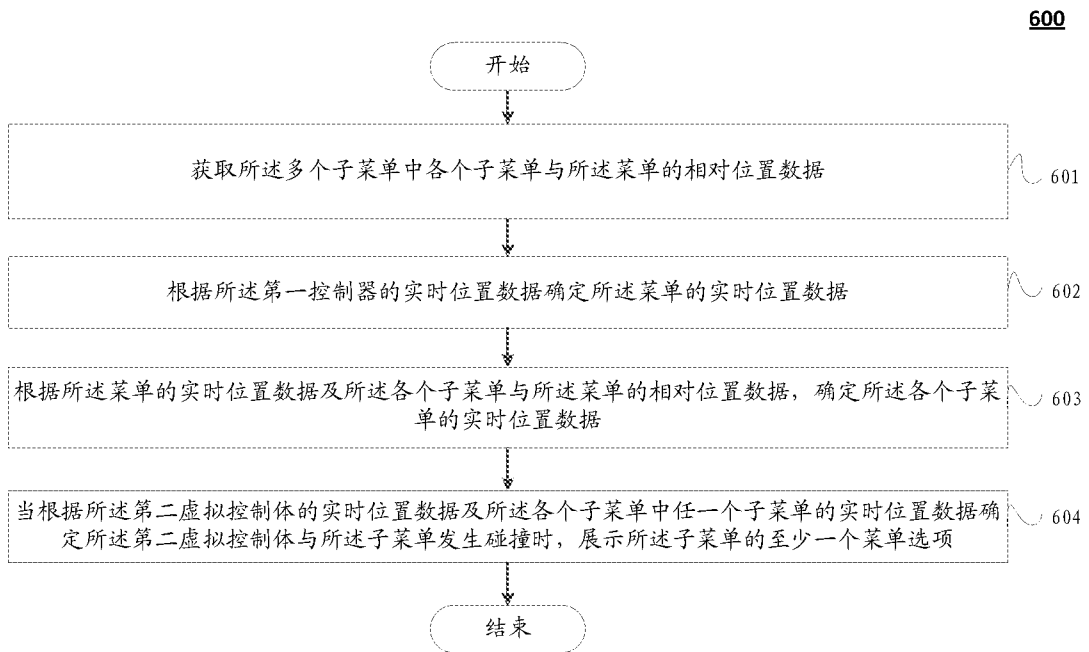 600
开始
获取所述多个子菜单中各个子菜单与所述菜单的相对位置数据
601
根据所述第一控制器的实时位置数据确定所述菜单的实时位置数据
602
根据所述菜单的实时位置数据及所述各个子菜单与所述菜单的相对位置数据，确定所述各个子菜
单的实时位置数据
603
当根据所述第二虚拟控制体的实时位置数据及所述各个子菜单中任一个子菜单的实时位置数据确
定所述第二虚拟控制体与所述子菜单发生碰撞时，展示所述子菜单的至少一个菜单选项
604
结束